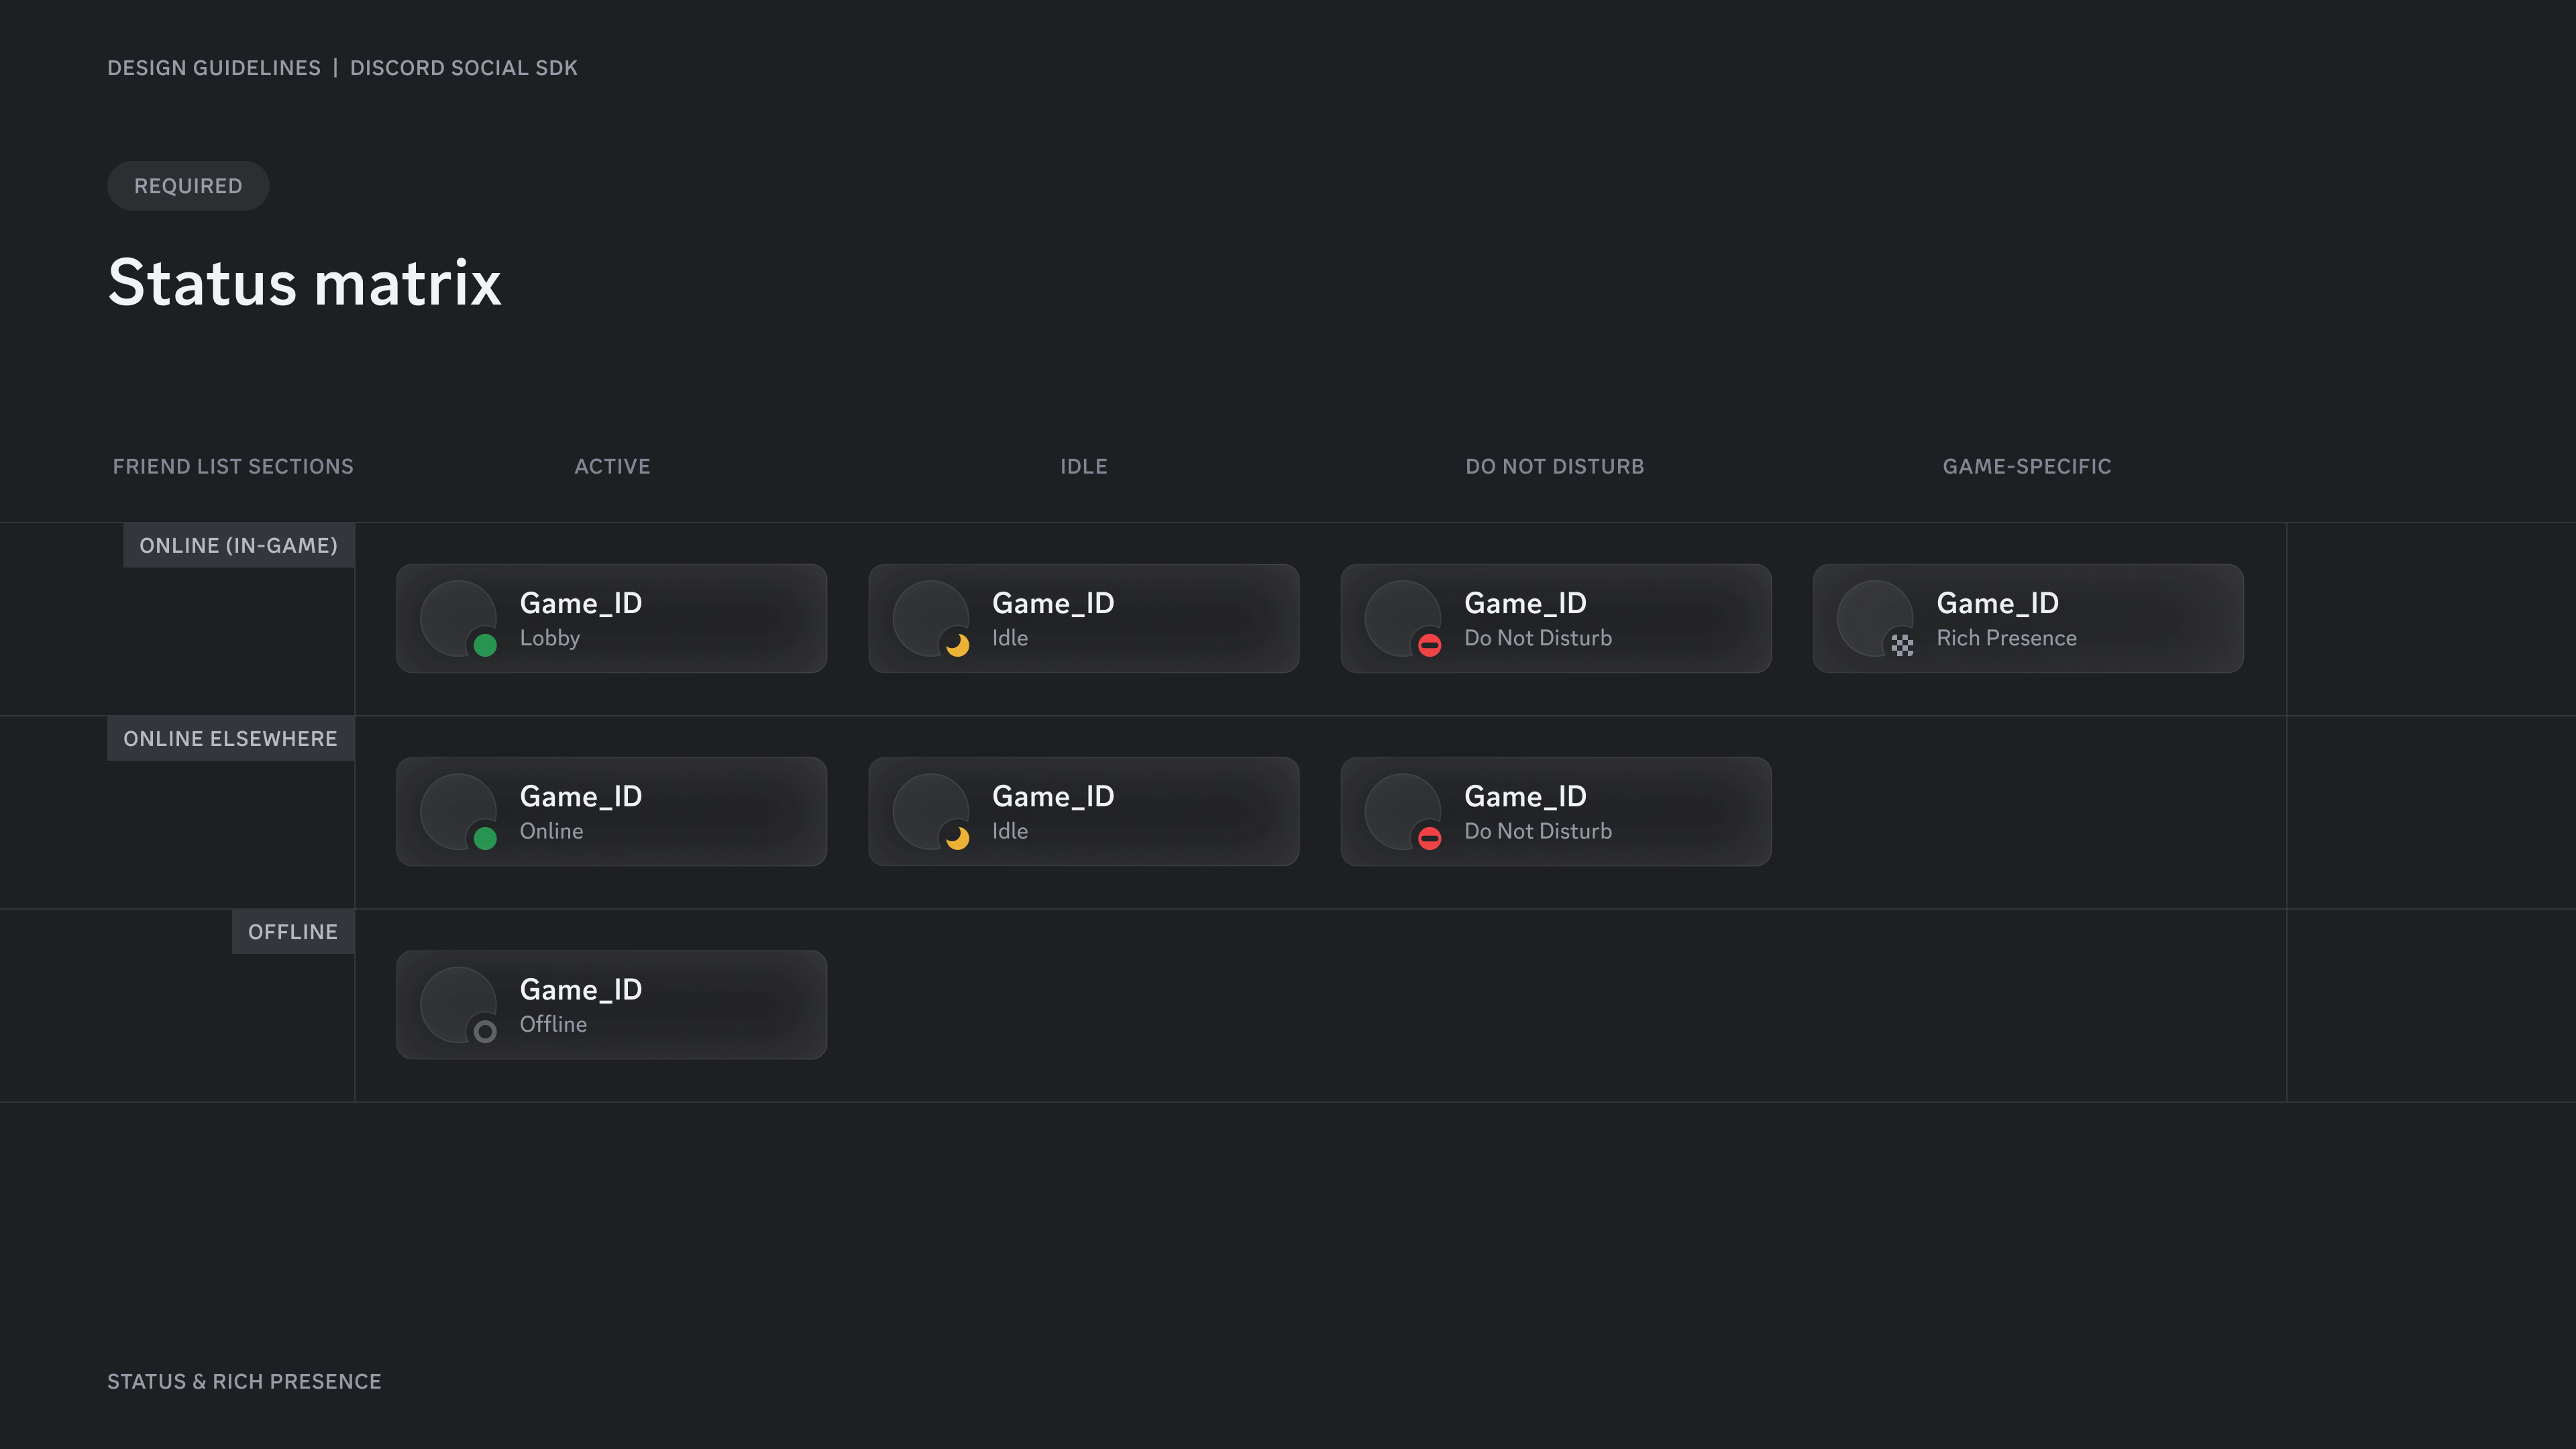 DESIGN GUIDELINES | DISCORD SOCIAL SDK
REQUIRED
Status matrix
FRIEND LIST SECTIONS
ACTIVE
IDLE
DO NOT DISTURB
GAME-SPECIFIC
ONLINE (IN-GAME)
Game_ID
Lobby
Game_ID
Idle
Game_ID
Do Not Disturb
Game_ID
Rich Presence
ONLINE ELSEWHERE
Game_ID
Online
Game_ID
Idle
Game_ID
Do Not Disturb
OFFLINE
Game_ID
Offline
STATUS & RICH PRESENCE